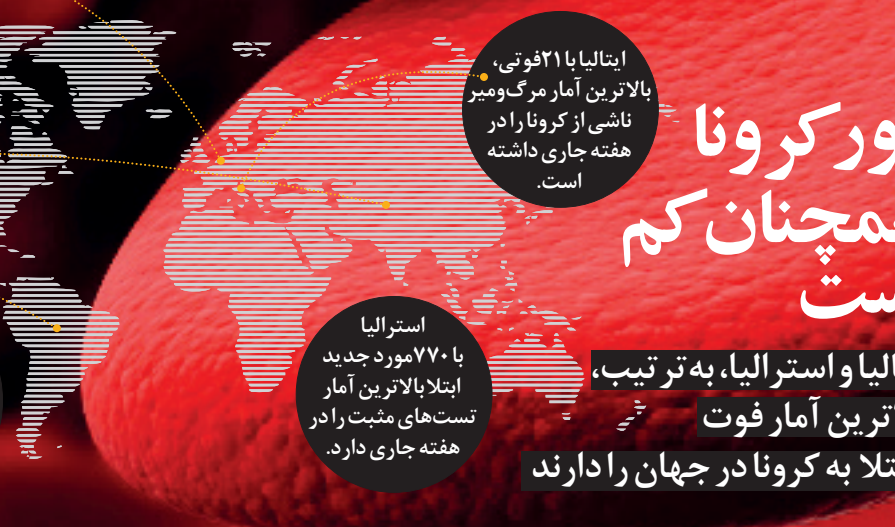 ور کرونا
همچنان کم
ست
الیا و استرالیا، به‌ترتیب،
اترین آمار فوت
تلا به کرونا در جهان را دارند
ایتالیا با ۲۱فوتی،
بالاترین آمار مرگ‌ومیر
ناشی از کرونا را در
هفته جاری داشته
است.
استرالیا
با ۷۷۰مورد جدید
ابتلا بالاترین آمار
تست‌های مثبت را در
هفته جاری دارد.